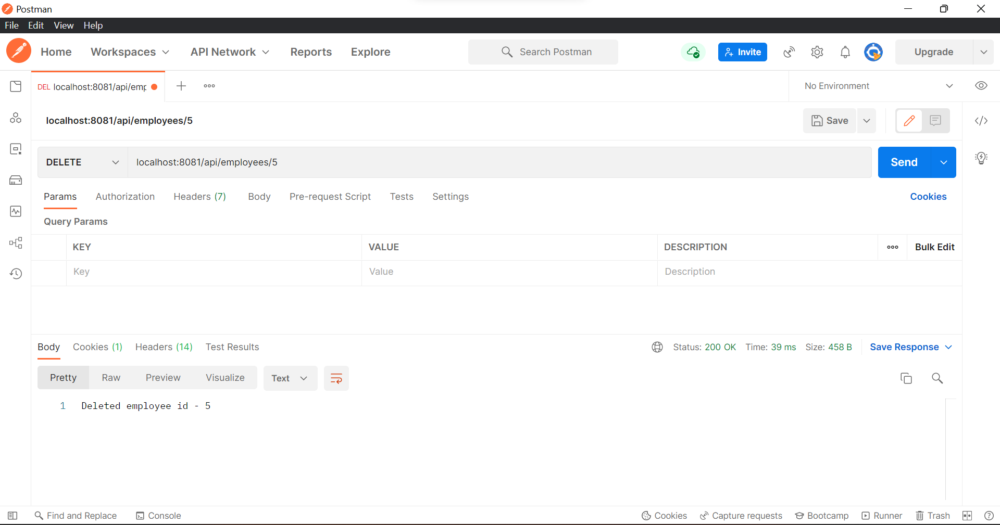 Postman
File Edit View Help
Home Workspaces API Network Reports Explore Search Postman Invite Upgrade
DEL localhost:8081/api/emp No Environment
localhost:8081/api/employees/5 Save
DELETE localhost:8081/api/employees/5 Send
Params Authorization Headers (7) Body Pre-request Script Tests Settings Cookies
Query Params
KEY VALUE DESCRIPTION Bulk Edit
Key Value Description
Body Cookies (1) Headers (14) Test Results Status: 200 OK Time: 39 ms Size: 458 B Save Response
Pretty Raw Preview Visualize Text
1 Deleted employee id - 5
Find and Replace Console Cookies Capture requests Bootcamp Runner Trash